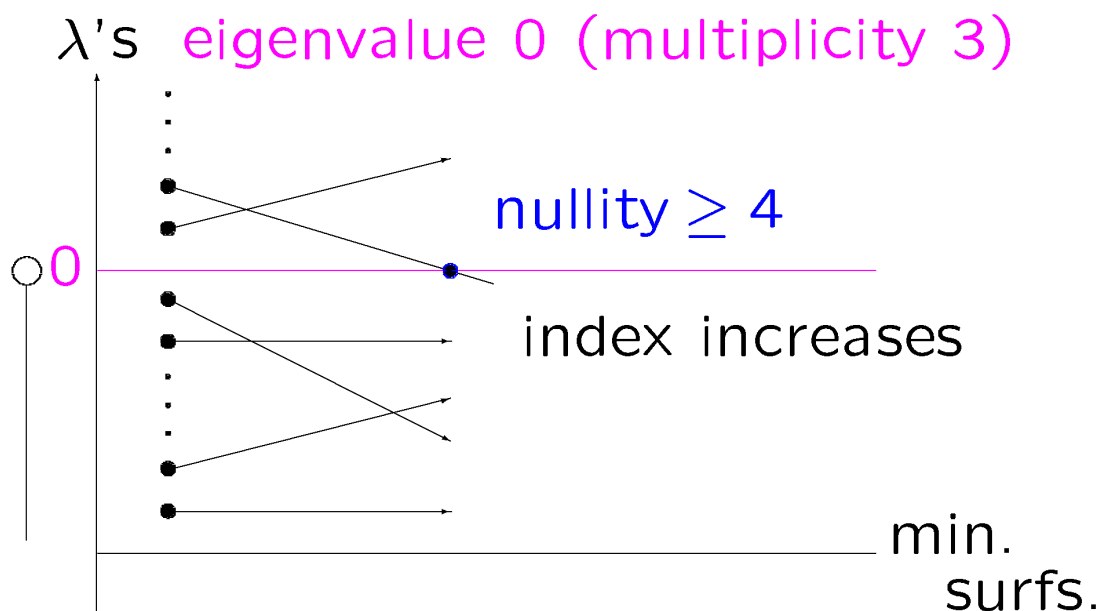 λ's eigenvalue 0 (multiplicity 3)
nullity ≥ 4
0
index increases
min.
surfs.